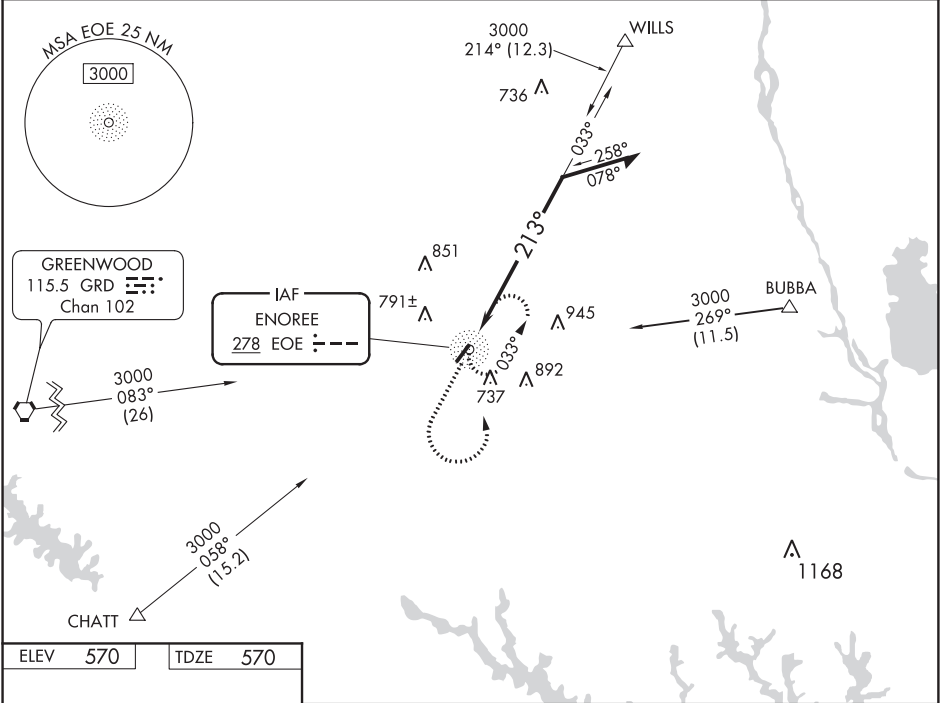 MSA EOE 25 NM
3000
3000
214° (12.3)
WILLS
736
033°
258°
078°
213°
GREENWOOD
115.5 GRD
Chan 102
851
791±
IAF
ENOREE
278 EOE
945
BUBBA
3000
269°
(11.5)
033°
892
737
3000
083°
(26)
3000
058°
(15.2)
CHATT
1168
ELEV 570
TDZE 570